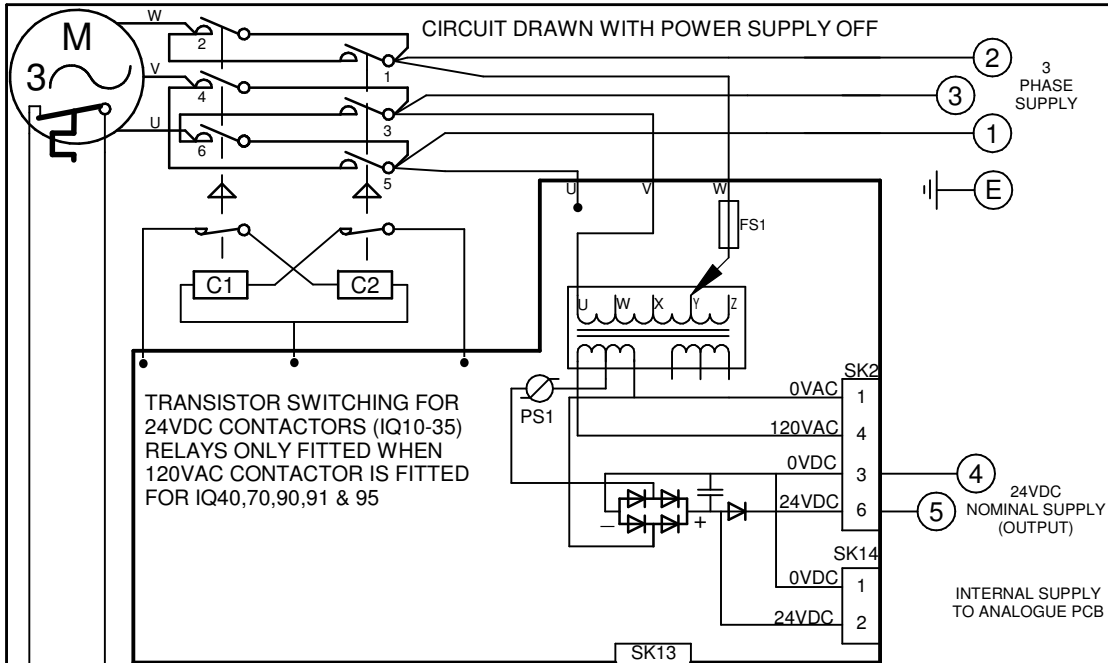 CIRCUIT DRAWN WITH POWER SUPPLY OFF
W
V
U
M
3
2
4
6
1
3
5
2
3
1
E
3
PHASE
SUPPLY
U
V
W
FS1
C1
C2
U
W
X
Y
Z
PS1
TRANSISTOR SWITCHING FOR
24VDC CONTACTORS (IQ10-35)
RELAYS ONLY FITTED WHEN
120VAC CONTACTOR IS FITTED
FOR IQ40,70,90,91 & 95
SK2
0VAC 1
120VAC 4
0VDC 3
24VDC 6
4
5
24VDC
NOMINAL SUPPLY
(OUTPUT)
– +
SK14
0VDC 1
24VDC 2
INTERNAL SUPPLY
TO ANALOGUE PCB
SK13